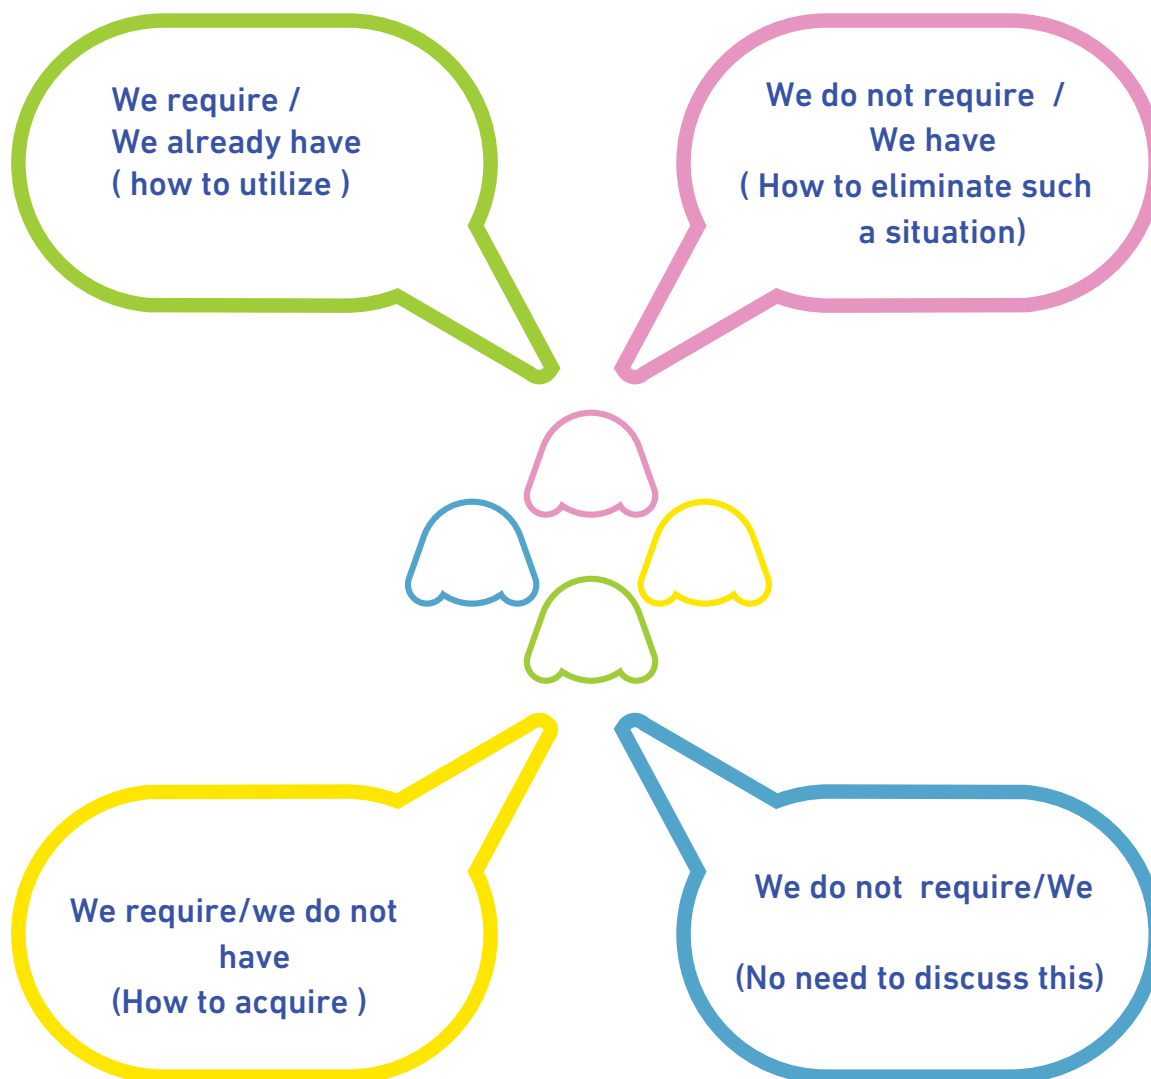 We require /
We already have
( how to utilize )
We do not require /
We have
( How to eliminate such
a situation)
We require/we do not
have
(How to acquire )
We do not require/We
(No need to discuss this)